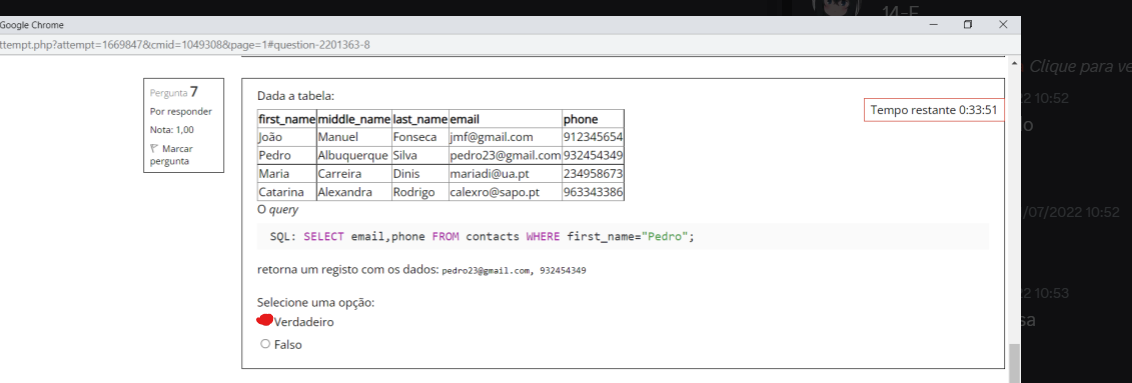 14-F
Google Chrome
ttempt.php?attempt=1669847&cmid=1049308&page=1#question-2201363-8
Clique para ve
Pergunta 7
Por responder
Nota: 1,00
Marcar
pergunta
Dada a tabela:
Tempo restante 0:33:51
22 10:52
first_name middle_name last_name email phone
João Manuel Fonseca jmf@gmail.com 912345654
Pedro Albuquerque Silva pedro23@gmail.com 932454349
Maria Carreira Dinis mariadi@ua.pt 234958673
Catarina Alexandra Rodrigo calexro@sapo.pt 963343386
O query
/07/2022 10:52
SQL: SELECT email,phone FROM contacts WHERE first_name="Pedro";
retorna um registo com os dados: pedro23@gmail.com, 932454349
22 10:53
Selecione uma opção:
Verdadeiro
sa
Falso